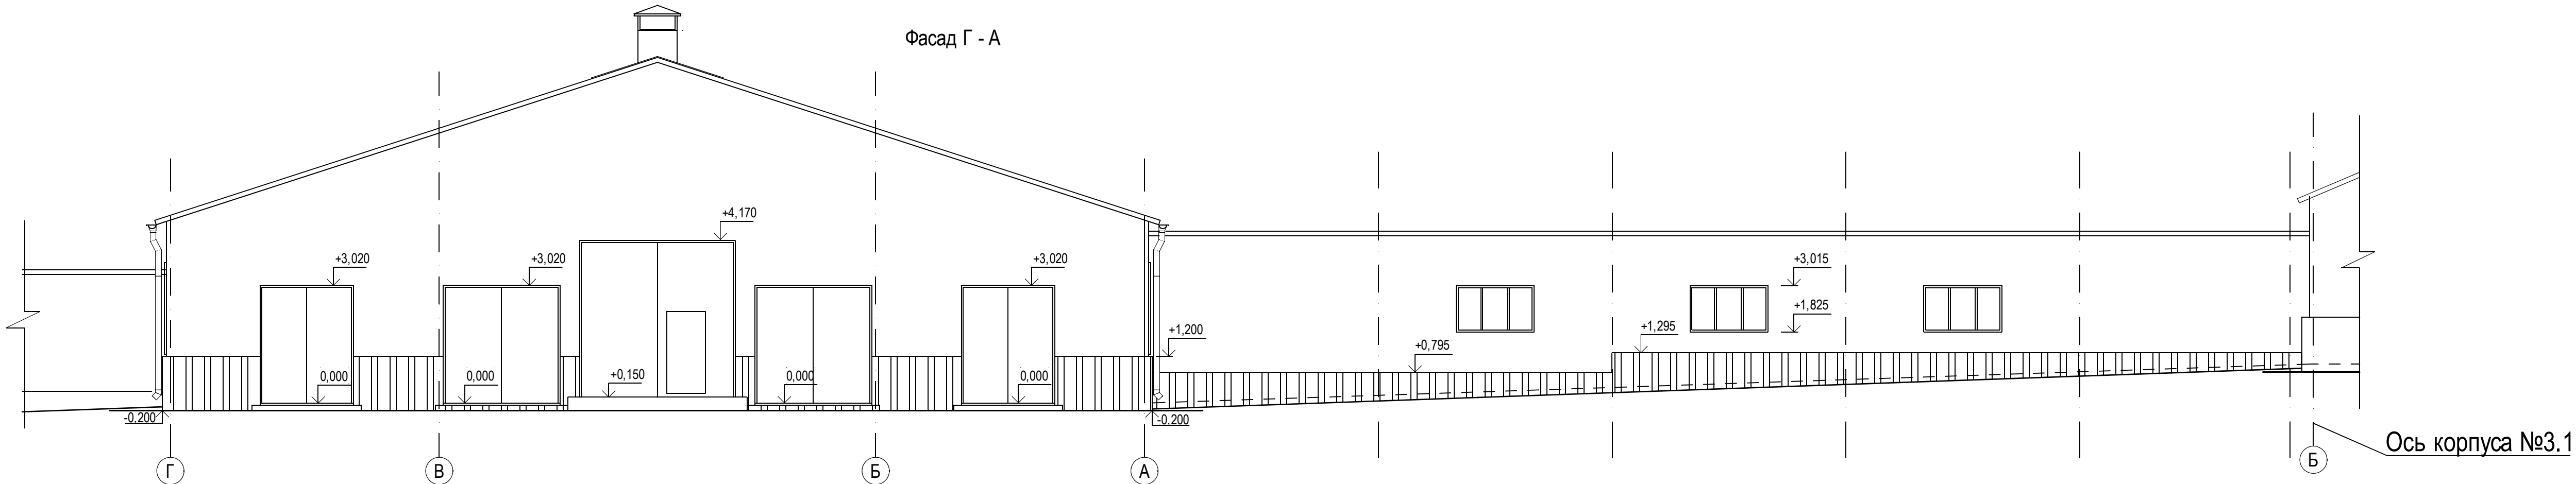 Фасад Г - А
+4,170
+3,020
+3,020
+3,020
+3,015
+1,825
+1,200
+1,295
+0,795
0,000
0,000
+0,150
0,000
0,000
-0.200
-0.200
Г
В
Б
А
Б
Ось корпуса №3.1